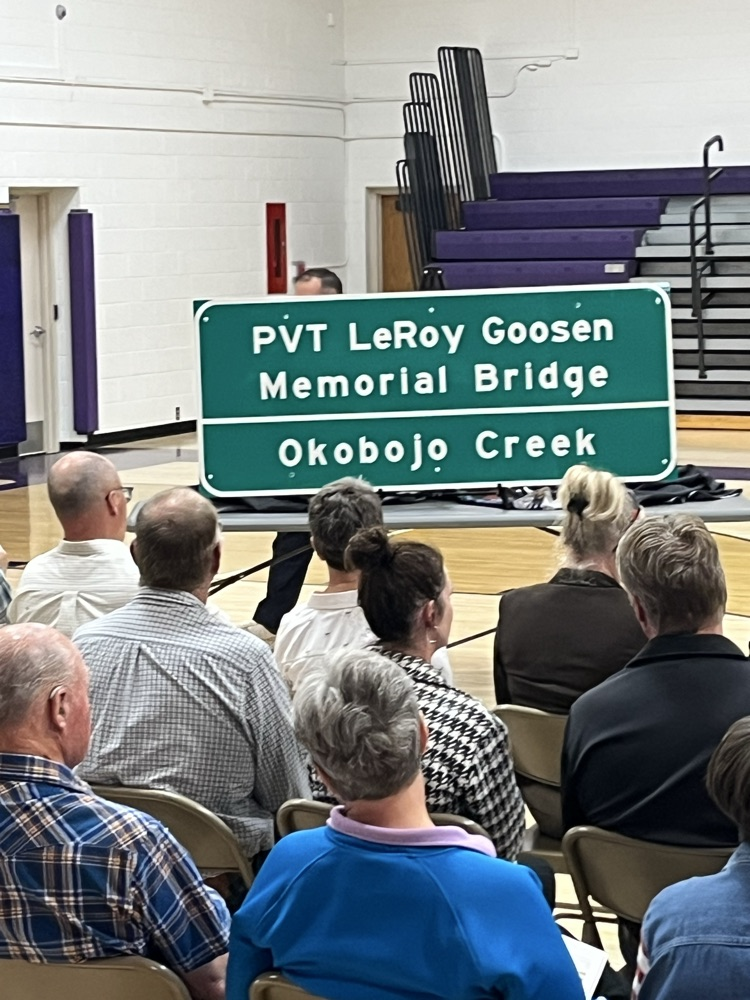 PVT LeRoy Goosen
Memorial Bridge
Okobojo Creek